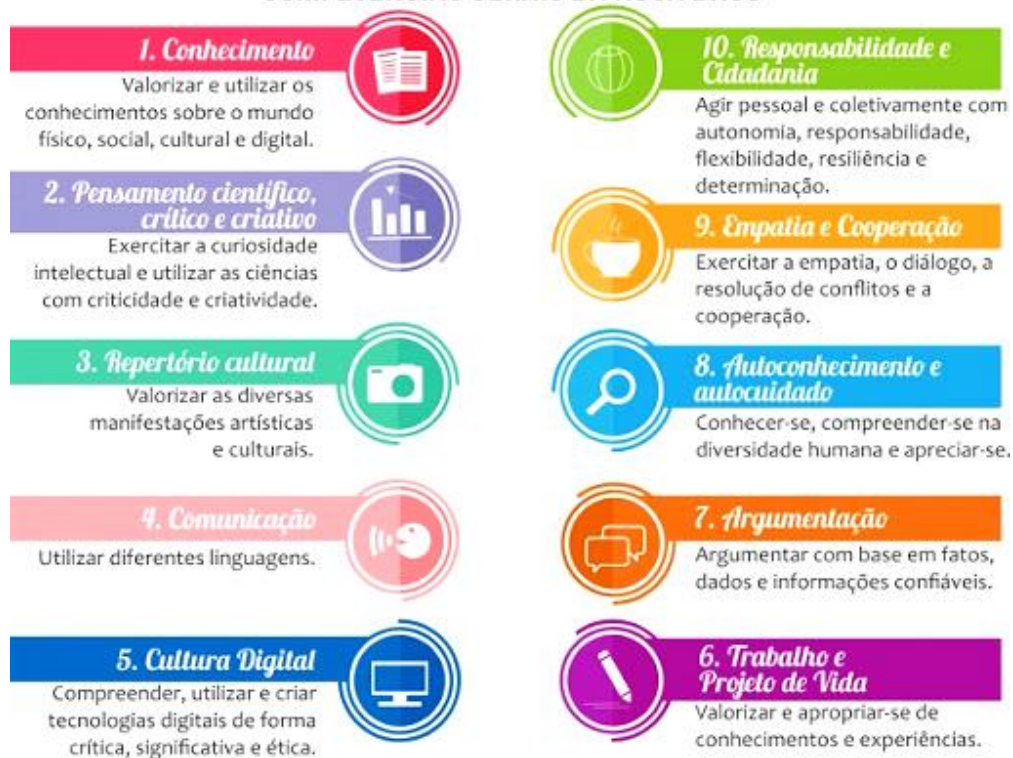 1. Conhecimento
Valorizar e utilizar os
conhecimentos sobre o mundo
físico, social, cultural e digital.
2. Pensamento científico,
crítico e criativo
Exercitar a curiosidade
intelectual e utilizar as ciências
com criticidade e criatividade.
3. Repertório cultural
Valorizar as diversas
manifestações artísticas
e culturais.
4. Comunicação
Utilizar diferentes linguagens.
5. Cultura Digital
Compreender, utilizar e criar
tecnologias digitais de forma
crítica, significativa e ética.
10. Responsabilidade e
Cidadania
Agir pessoal e coletivamente com
autonomia, responsabilidade,
flexibilidade, resiliência e
determinação.
9. Empatia e Cooperação
Exercitar a empatia, o diálogo, a
resolução de conflitos e a
cooperação.
8. Autoconhecimento e
autocuidado
Conhecer-se, compreender-se na
diversidade humana e apreciar-se.
7. Argumentação
Argumentar com base em fatos,
dados e informações confiáveis.
6. Trabalho e
Projeto de Vida
Valorizar e apropriar-se de
conhecimentos e experiências.